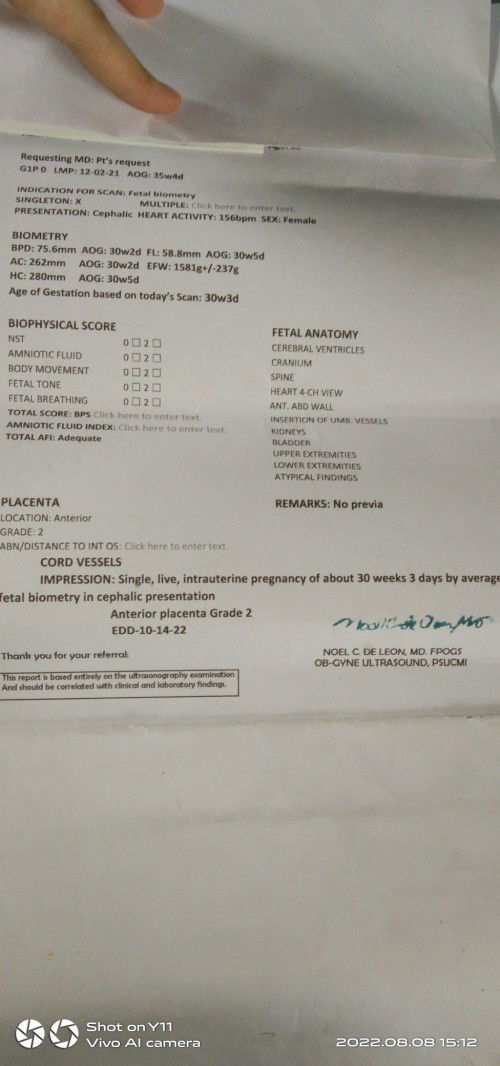 Requesting MD: Pt's request
G1P 0 LMP: 12-02-21 AOG: 35w4d
INDICATION FOR SCAN: Fetal biometry
SINGLETON: X MULTIPLE: Click here to enter text.
PRESENTATION: Cephalic HEART ACTIVITY: 156bpm SEX: Female
BIOMETRY
BPD: 75.6mm AOG: 30w2d FL: 58.8mm AOG: 30w5d
AC: 262mm AOG: 30w2d EFW: 1581g+/-237g
HC: 280mm AOG: 30w5d
Age of Gestation based on today's Scan: 30w3d
BIOPHYSICAL SCORE
NST 0 ☐ 2 ☐
AMNIOTIC FLUID 0 ☐ 2 ☐
BODY MOVEMENT 0 ☐ 2 ☐
FETAL TONE 0 ☐ 2 ☐
FETAL BREATHING 0 ☐ 2 ☐
TOTAL SCORE: BPS Click here to enter text.
AMNIOTIC FLUID INDEX: Click here to enter text.
TOTAL AFI: Adequate
FETAL ANATOMY
CEREBRAL VENTRICLES
CRANIUM
SPINE
HEART 4-CH VIEW
ANT. ABD WALL
INSERTION OF UMB. VESSELS
KIDNEYS
BLADDER
UPPER EXTREMITIES
LOWER EXTREMITIES
ATYPICAL FINDINGS
PLACENTA
LOCATION: Anterior
GRADE: 2
ABN/DISTANCE TO INT OS: Click here to enter text.
REMARKS: No previa
CORD VESSELS
IMPRESSION: Single, live, intrauterine pregnancy of about 30 weeks 3 days by average
fetal biometry in cephalic presentation
Anterior placenta Grade 2
EDD-10-14-22
Thank you for your referral:
NOEL C. DE LEON, MD. FPOGS
OB-GYNE ULTRASOUND, PSUCMI
This report is based entirely on the ultrasonography examination
And should be correlated with clinical and laboratory findings.
Shot on Y11
Vivo AI camera
2022.08.08 15:12